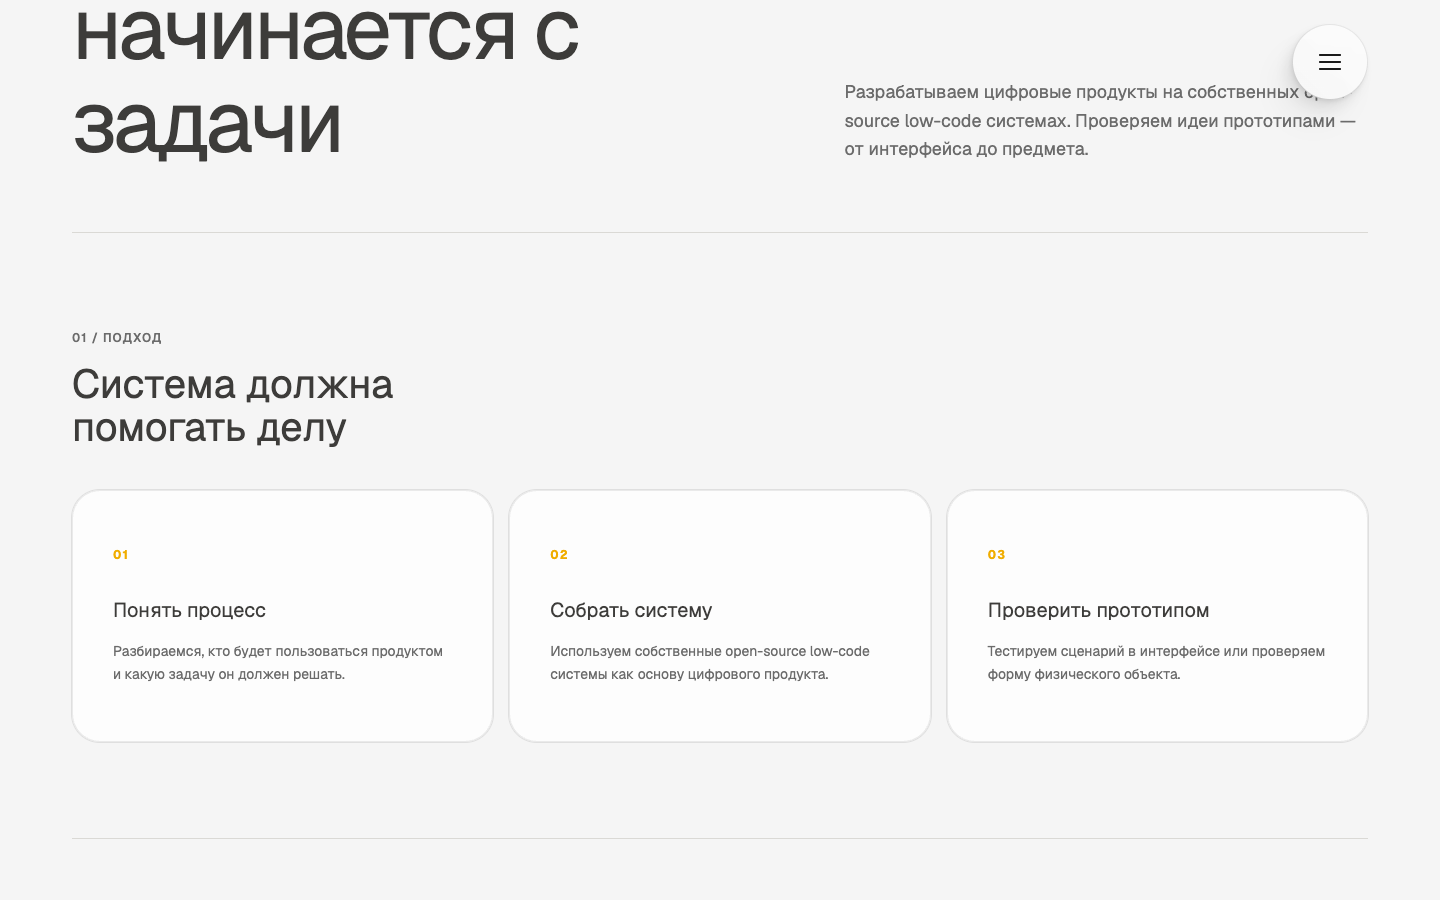 начинается с
задачи
Разрабатываем цифровые продукты на собственных
source low-code системах. Проверяем идеи прототипами —
от интерфейса до предмета.
01 / ПОДХОД
Система должна
помогать делу
01
Понять процесс
Разбираемся, кто будет пользоваться продуктом
и какую задачу он должен решать.
02
Собрать систему
Используем собственные open-source low-code
системы как основу цифрового продукта.
03
Проверить прототипом
Тестируем сценарий в интерфейсе или проверяем
форму физического объекта.